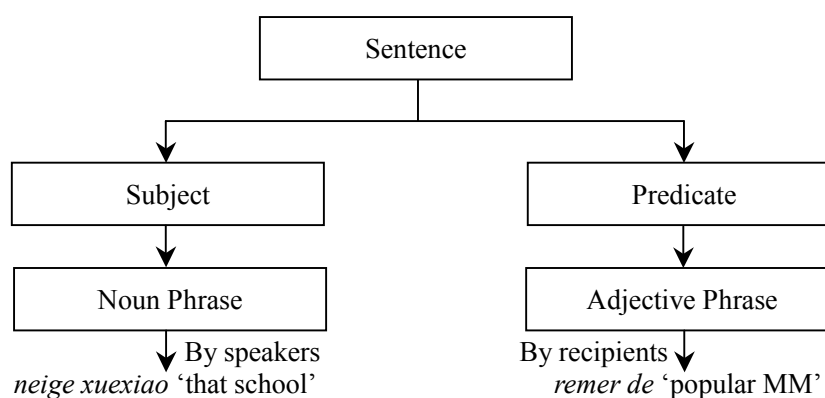 Sentence
Subject
Predicate
Noun Phrase
Adjective Phrase
By speakers
By recipients
neige xuexiao ‘that school’
remer de ‘popular MM’